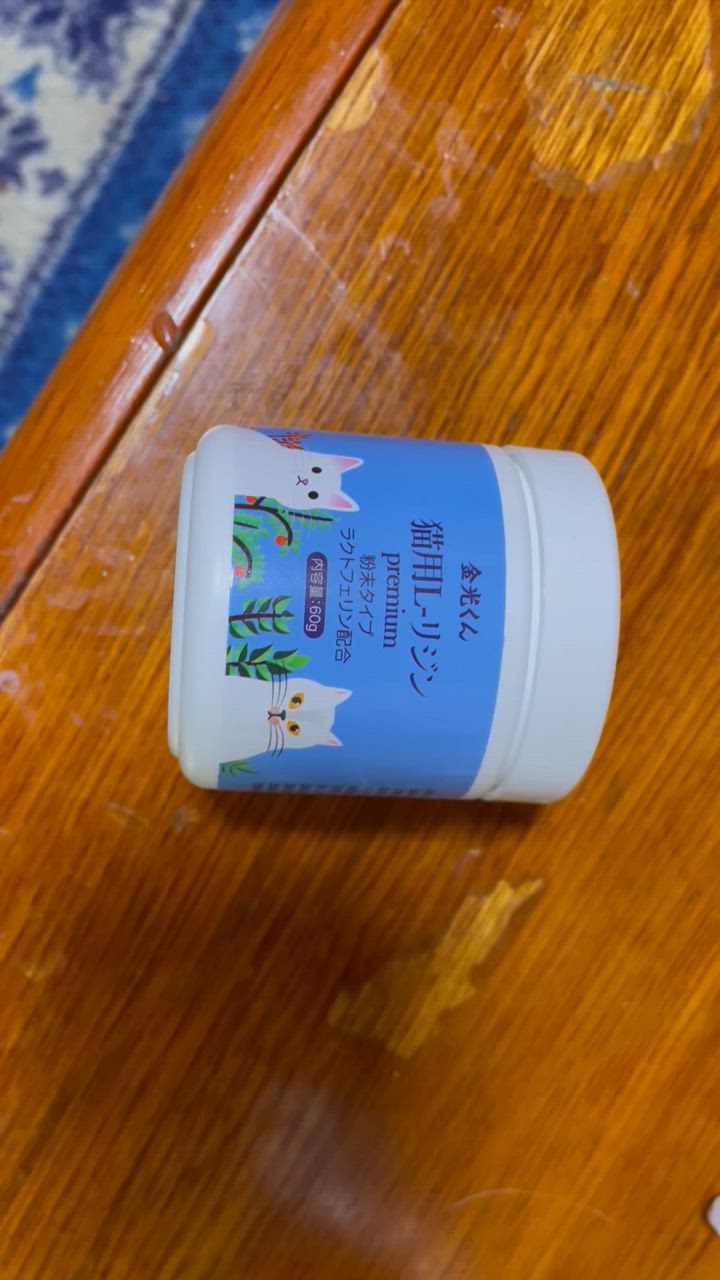 金光くん
猫用L-リジン
premium
粉末タイプ
ラクトフェリン配合
内容量:60g